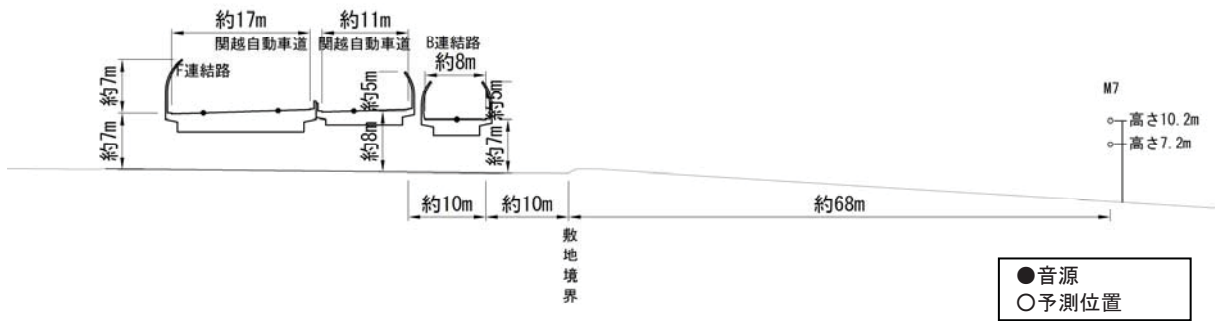 約17m
約11m
関越自動車道
関越自動車道
B連結路
約8m
F連結路
約7m
約5m
約5m
約7m
約8m
約7m
M7
高さ10.2m
高さ7.2m
約10m
約10m
約68m
敷地境界
●音源
○予測位置